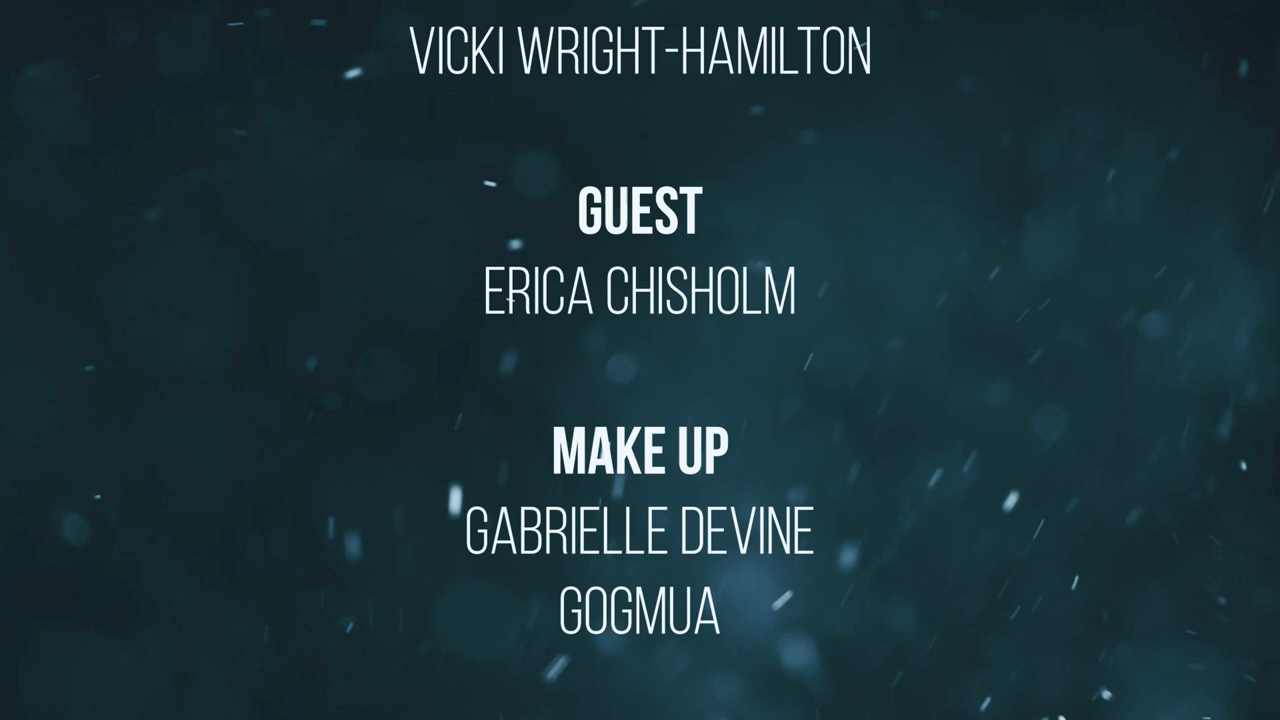 VICKI WRIGHT-HAMILTON
GUEST
ERICA CHISHOLM
MAKE UP
GABRIELLE DEVINE
GOGMUA